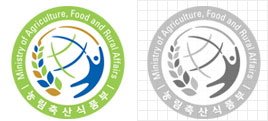 Ministry of Agriculture, Food and Rural Affairs
농림축산식품부
Ministry of Agriculture, Food and Rural Affairs
농림축산식품부